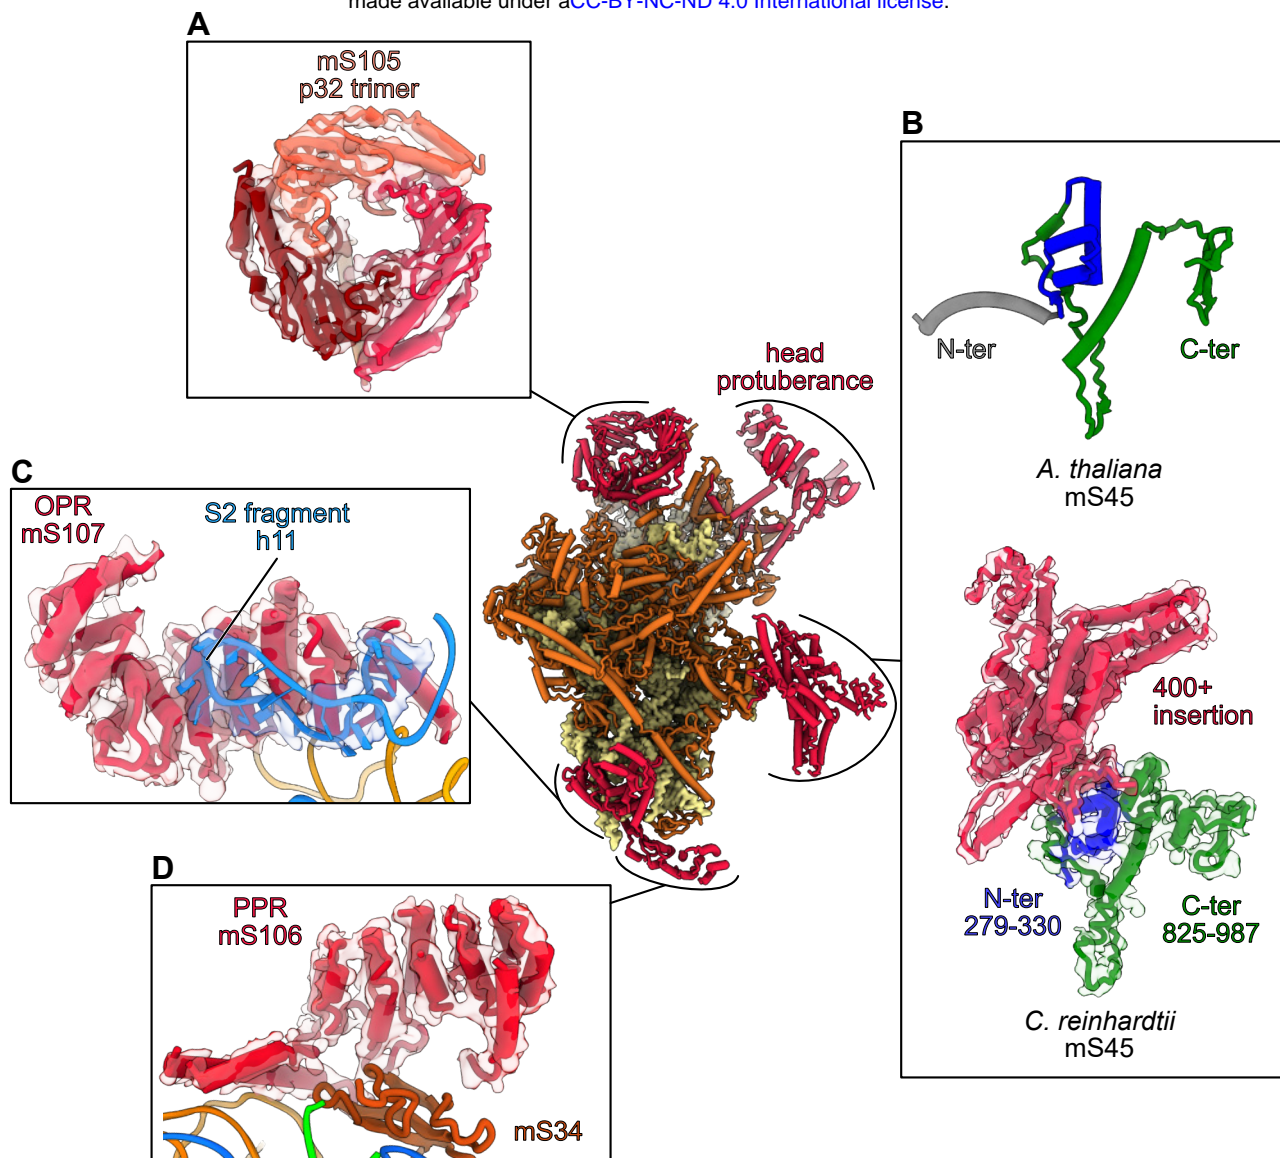 made available under aCC-BY-NC-ND 4.0 International license.
A
mS105
p32 trimer
B
N-ter
C-ter
A. thaliana
mS45
head
protuberance
C
OPR
mS107
S2 fragment
h11
400+
insertion
N-ter
279-330
C-ter
825-987
C. reinhardtii
mS45
D
PPR
mS106
mS34